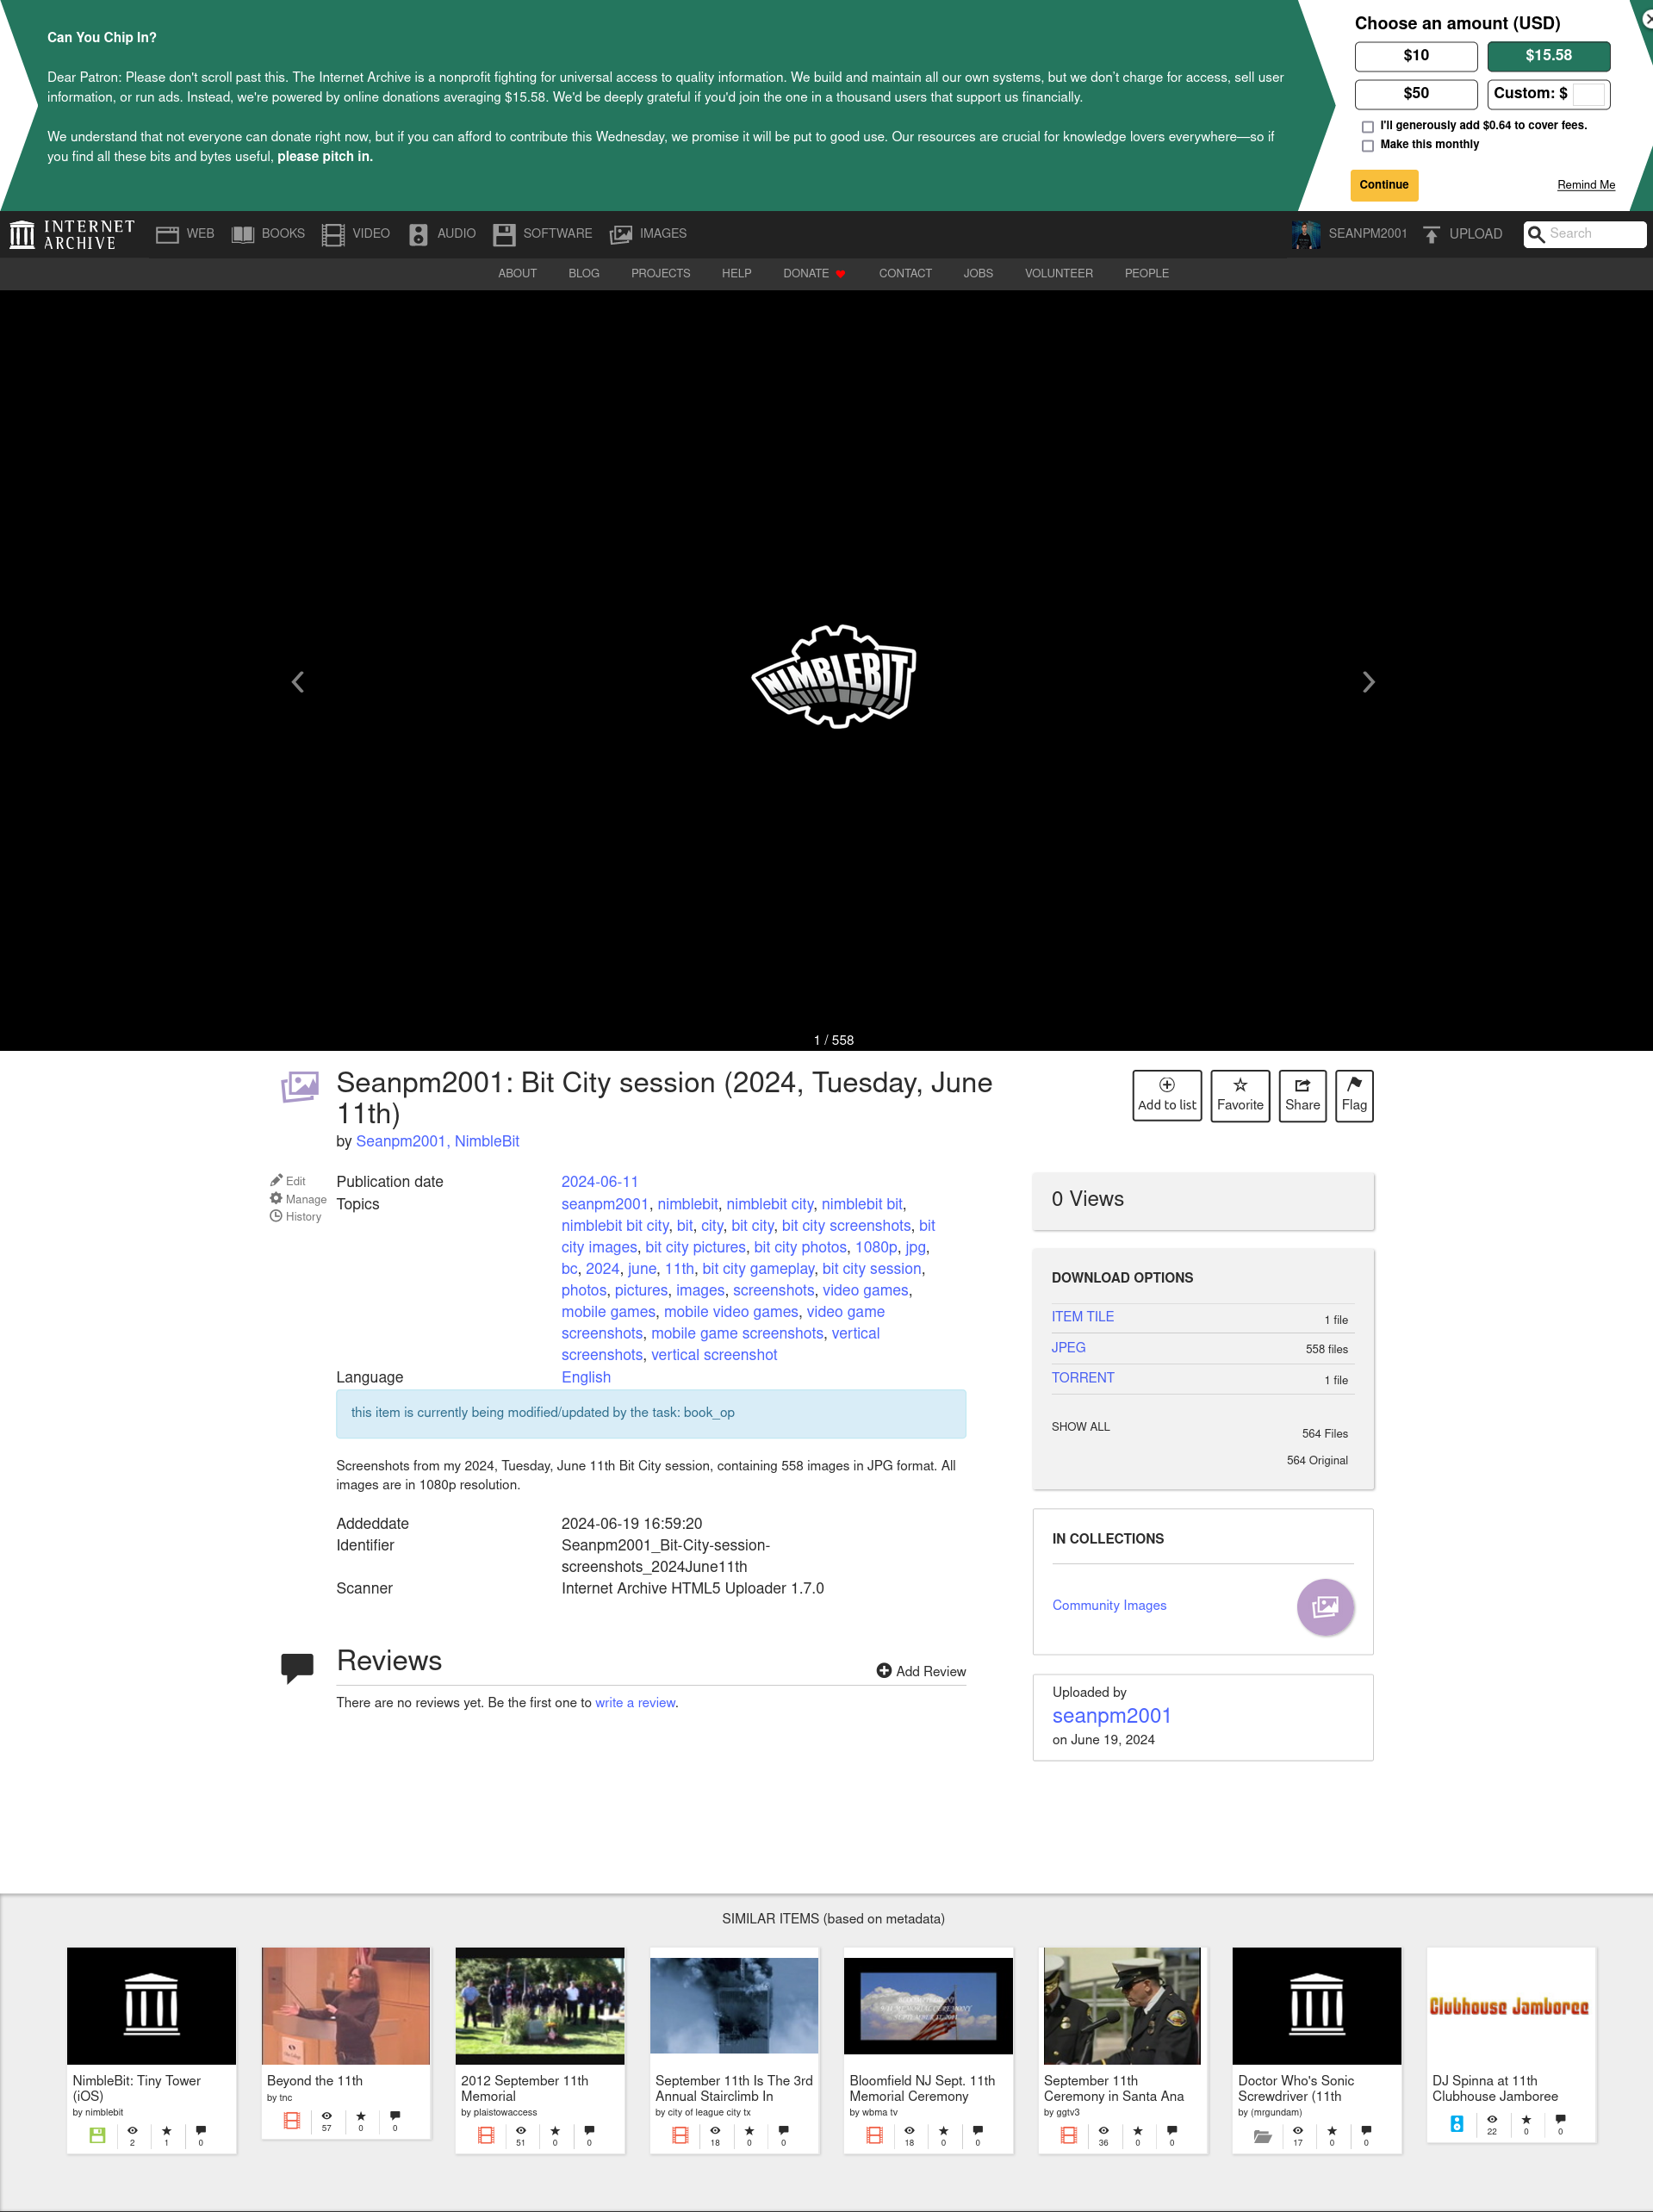 Can You Chip In?
Dear Patron: Please don't scroll past this. The Internet Archive is a nonprofit fighting for universal access to quality information. We build and maintain all our own systems, but we don’t charge for access, sell user
information, or run ads. Instead, we're powered by online donations averaging $15.58. We'd be deeply grateful if you'd join the one in a thousand users that support us financially.
We understand that not everyone can donate right now, but if you can afford to contribute this Wednesday, we promise it will be put to good use. Our resources are crucial for knowledge lovers everywhere—so if
you find all these bits and bytes useful, please pitch in.
Choose an amount (USD)
$10 $15.58
$50 Custom: $
I'll generously add $0.64 to cover fees.
Make this monthly
Continue Remind Me
INTERNET ARCHIVE WEB BOOKS VIDEO AUDIO SOFTWARE IMAGES SEANPM2001 UPLOAD Search
ABOUT BLOG PROJECTS HELP DONATE CONTACT JOBS VOLUNTEER PEOPLE
NIMBLEBIT
1 / 558
Seanpm2001: Bit City session (2024, Tuesday, June
11th)
by Seanpm2001, NimbleBit
Add to list Favorite Share Flag
Edit
Manage
History
Publication date 2024-06-11
Topics seanpm2001, nimblebit, nimblebit city, nimblebit bit,
nimblebit bit city, bit, city, bit city, bit city screenshots, bit
city images, bit city pictures, bit city photos, 1080p, jpg,
bc, 2024, june, 11th, bit city gameplay, bit city session,
photos, pictures, images, screenshots, video games,
mobile games, mobile video games, video game
screenshots, mobile game screenshots, vertical
screenshots, vertical screenshot
Language English
this item is currently being modified/updated by the task: book_op
Screenshots from my 2024, Tuesday, June 11th Bit City session, containing 558 images in JPG format. All
images are in 1080p resolution.
Addeddate 2024-06-19 16:59:20
Identifier Seanpm2001_Bit-City-session-
screenshots_2024June11th
Scanner Internet Archive HTML5 Uploader 1.7.0
Reviews
Add Review
There are no reviews yet. Be the first one to write a review.
0 Views
DOWNLOAD OPTIONS
ITEM TILE 1 file
JPEG 558 files
TORRENT 1 file
SHOW ALL 564 Files
564 Original
IN COLLECTIONS
Community Images
Uploaded by
seanpm2001
on June 19, 2024
SIMILAR ITEMS (based on metadata)
NimbleBit: Tiny Tower
(iOS)
by nimblebit
2 1 0
Beyond the 11th
by tnc
57 0 0
2012 September 11th
Memorial
by plaistowaccess
51 0 0
September 11th Is The 3rd
Annual Stairclimb In
by city of league city tx
18 0 0
Bloomfield NJ Sept. 11th
Memorial Ceremony
by wbma tv
18 0 0
September 11th
Ceremony in Santa Ana
by ggtv3
36 0 0
Doctor Who's Sonic
Screwdriver (11th
by (mrgundam)
17 0 0
Clubhouse Jamboree
DJ Spinna at 11th
Clubhouse Jamboree
22 0 0